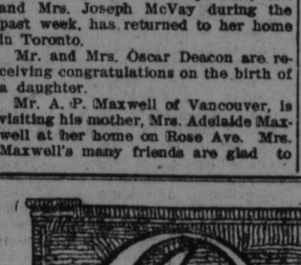 and Mrs. Joseph McVay during the
past week, has returned to her home
in Toronto.
Mr. and Mrs. Oscar Deacon are re-
ceiving congratulations on the birth of
a daughter.
Mr. A. P. Maxwell of Vancouver, is
visiting his mother, Mrs. Adelaide Max-
well at her home on Rose Ave. Mrs.
Maxwell's many friends are glad to